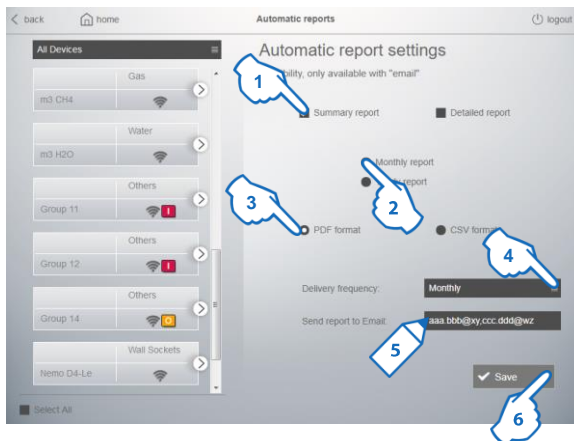 back
home
Automatic reports
logout
All Devices
Automatic report settings
only available with "email"
Gas
m3 CH4
1
Summary report
Detailed report
Water
m3 H2O
Monthly report
report
2
Others
Group 11
I
3
PDF format
CSV format
4
Others
Group 12
I
Delivery frequency:
Monthly
Others
Group 14
O
Send report to Email:
aaa.bbb@xy,ccc.ddd@wz
5
Wall Sockets
Nemo D4-Le
Save
6
Select All